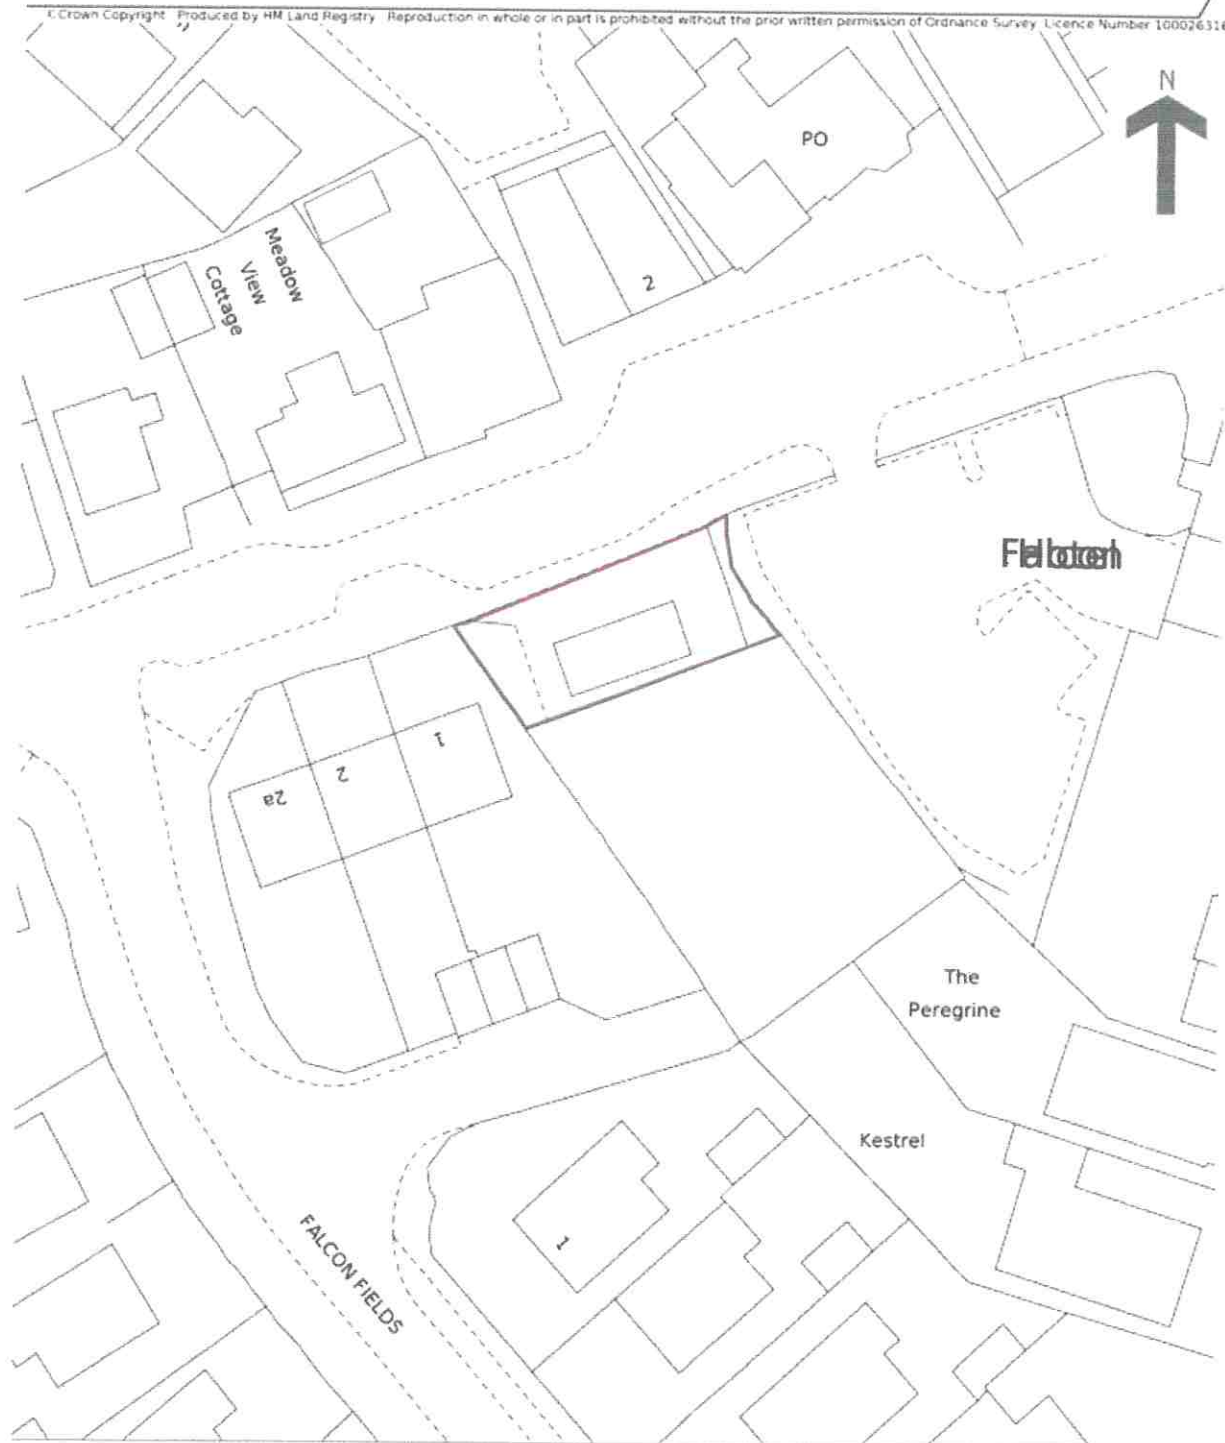 © Crown Copyright. Produced by HM Land Registry. Reproduction in whole or in part is prohibited without the prior written permission of Ordnance Survey. Licence Number 100026316
N
PO
Meadow
View
Cottage
2
1
2
2a
The
Peregrine
Kestrel
1
FALCON FIELDS